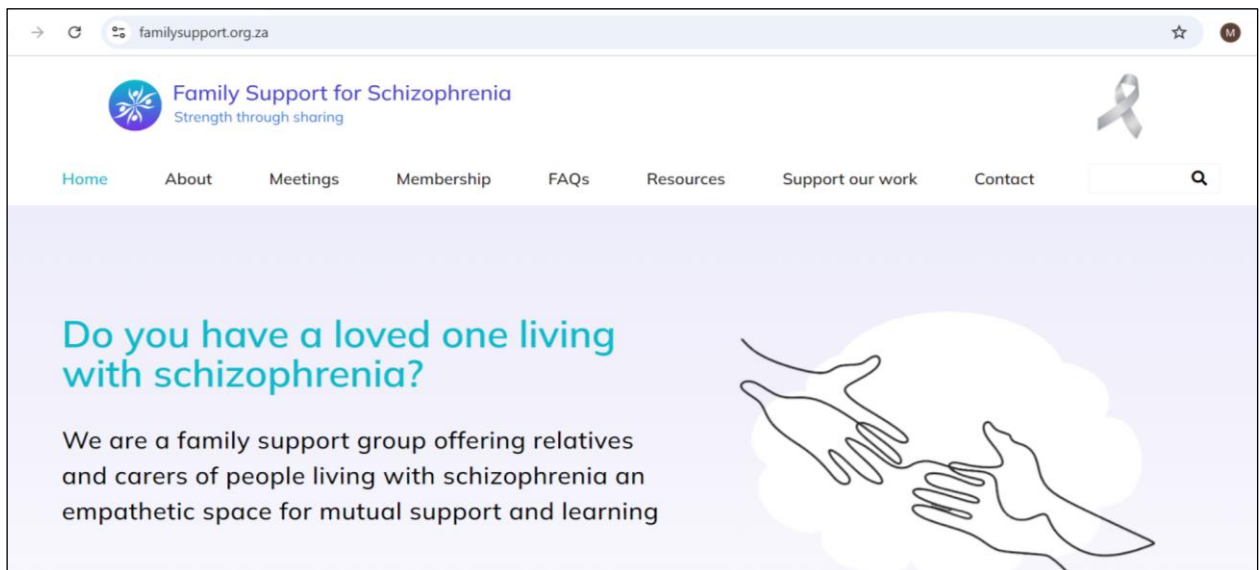 familysupport.org.za
M
Family Support for Schizophrenia
Strength through sharing
Home About Meetings Membership FAQs Resources Support our work Contact
Do you have a loved one living
with schizophrenia?
We are a family support group offering relatives
and carers of people living with schizophrenia an
empathetic space for mutual support and learning